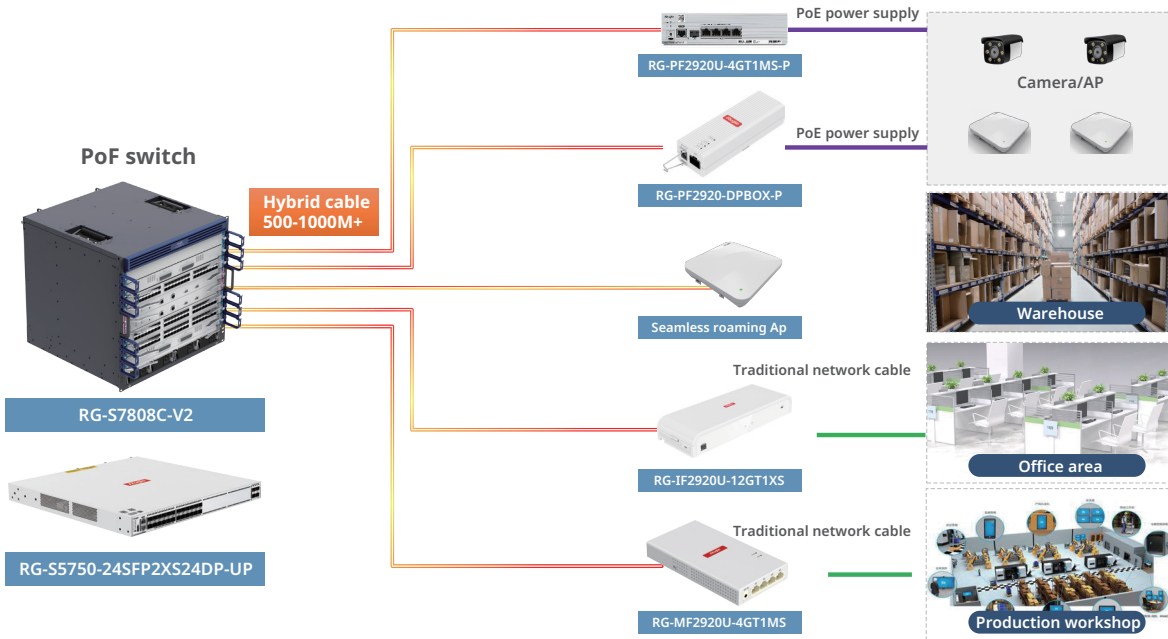 PoF switch
Hybrid cable
500-1000M+
RG-S7808C-V2
RG-S5750-24SFP2XS24DP-UP
PoE power supply
RG-PF2920U-4GT1MS-P
PoE power supply
RG-PF2920-DPBOX-P
Seamless roaming Ap
Traditional network cable
RG-IF2920U-12GT1XS
Traditional network cable
RG-MF2920U-4GT1MS
Camera/AP
Warehouse
Office area
Production workshop